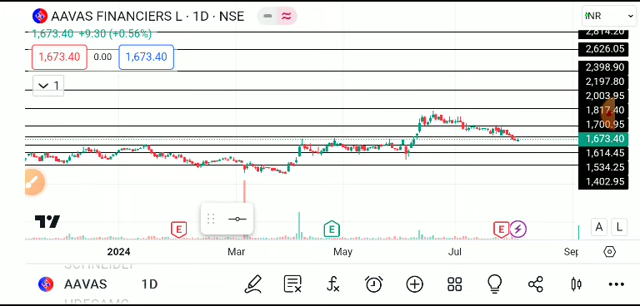 AAVAS FINANCIERS L · 1D · NSE
INR
1,673.40 +9.30 (+0.56%)
1,673.40 0.00 1,673.40
1
2,814.20
2,626.05
2,398.90
2,197.80
2,003.95
1,817.40
1,700.95
1,673.40
1,614.45
1,534.25
1,402.95
E E E
A L
2024 Mar May Jul Sep
SCHNEIDER
AAVAS 1D